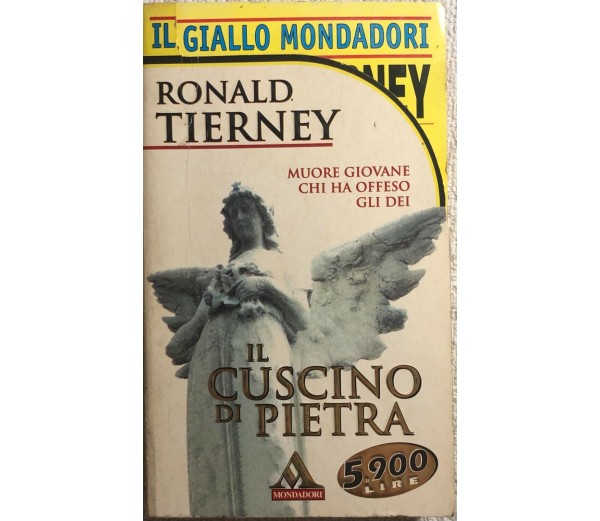 IL GIALLO MONDADORI
RNEY
RONALD
TIERNEY
MUORE GIOVANE
CHI HA OFFESO
GLI DEI
IL
CUSCINO
DI PIETRA
MONDADORI
5.900
LIRE